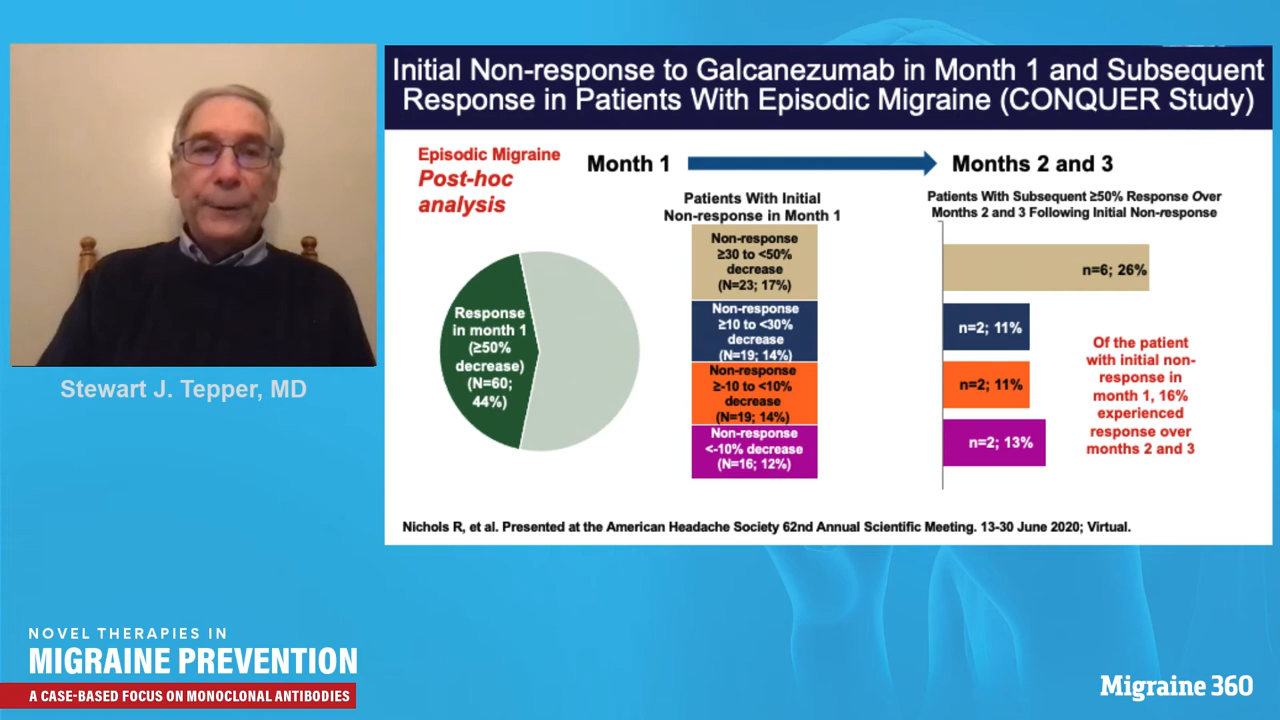 Initial Non-response to Galcanezumab in Month 1 and Subsequent
Response in Patients With Episodic Migraine (CONQUER Study)
Episodic Migraine
Post-hoc
analysis
Month 1
Months 2 and 3
Patients With Initial
Non-response in Month 1
Patients With Subsequent ≥50% Response Over
Months 2 and 3 Following Initial Non-response
Response
in month 1
(≥50%
decrease)
(N=60;
44%)
Non-response
≥30 to <50%
decrease
(N=23; 17%)
Non-response
≥10 to <30%
decrease
(N=19; 14%)
Non-response
≥-10 to <10%
decrease
(N=19; 14%)
Non-response
<-10% decrease
(N=16; 12%)
n=6; 26%
n=2; 11%
n=2; 11%
n=2; 13%
Of the patient
with initial non-
response in
month 1, 16%
experienced
response over
months 2 and 3
Nichols R, et al. Presented at the American Headache Society 62nd Annual Scientific Meeting. 13-30 June 2020; Virtual.
Stewart J. Tepper, MD
NOVEL THERAPIES IN
MIGRAINE PREVENTION
A CASE-BASED FOCUS ON MONOCLONAL ANTIBODIES
Migraine 360